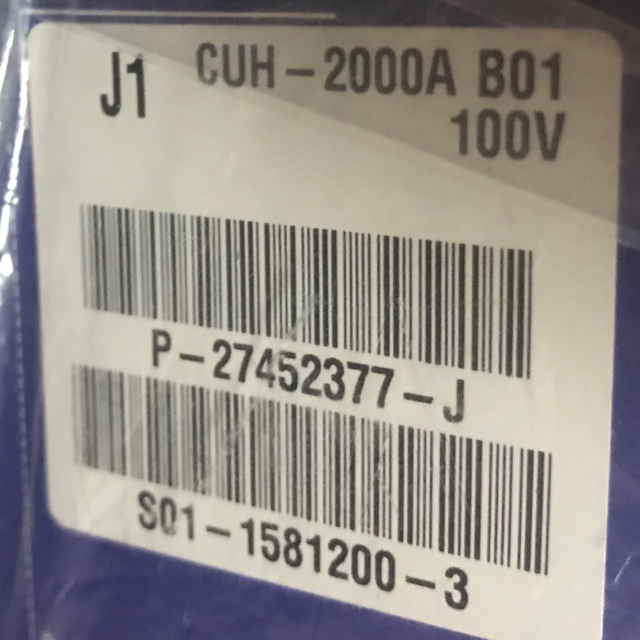 J1 CUH-2000A B01
100V
P-27452377-J
S01-1581200-3